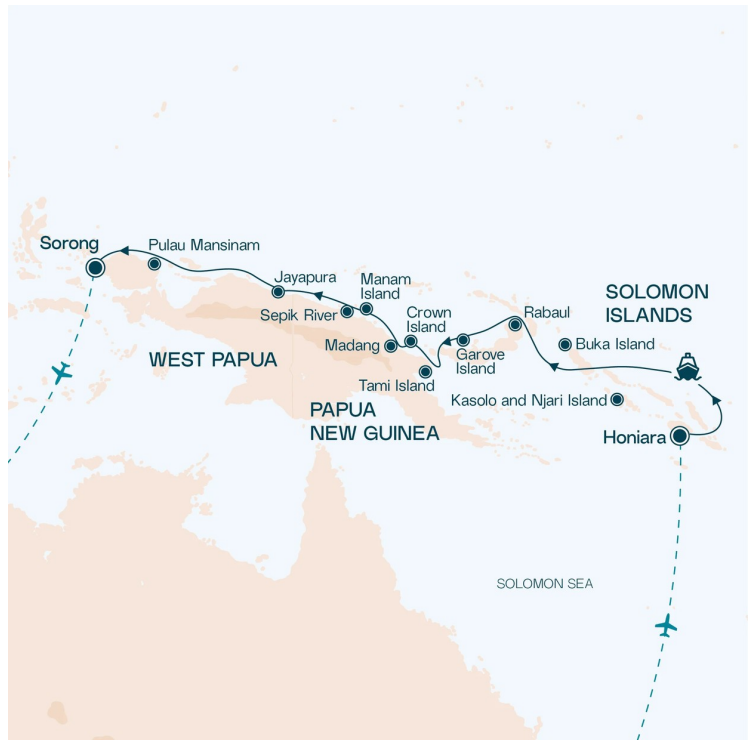 Sorong
Pulau Mansinam
Jayapura
Manam
Island
Sepik River
Crown
Island
Rabaul
SOLOMON
ISLANDS
Madang
Garove
Island
Buka Island
WEST PAPUA
Tami Island
Kasolo and Njari Island
PAPUA
NEW GUINEA
Honiara
SOLOMON SEA